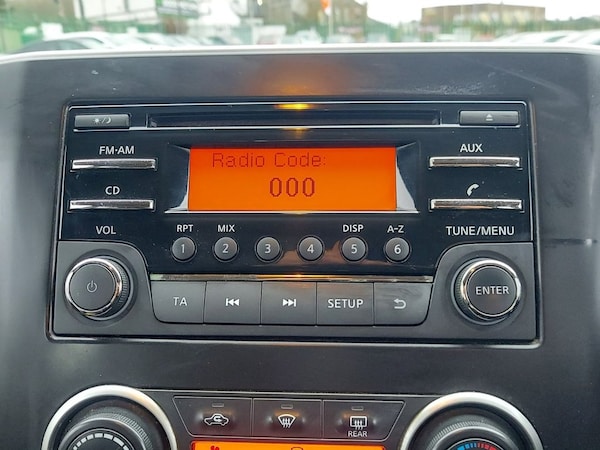 Radio Code:
000
FM·AM
CD
VOL
AUX
TUNE/MENU
RPT MIX DISP A-Z
1 2 3 4 5 6
TA SETUP
ENTER
REAR